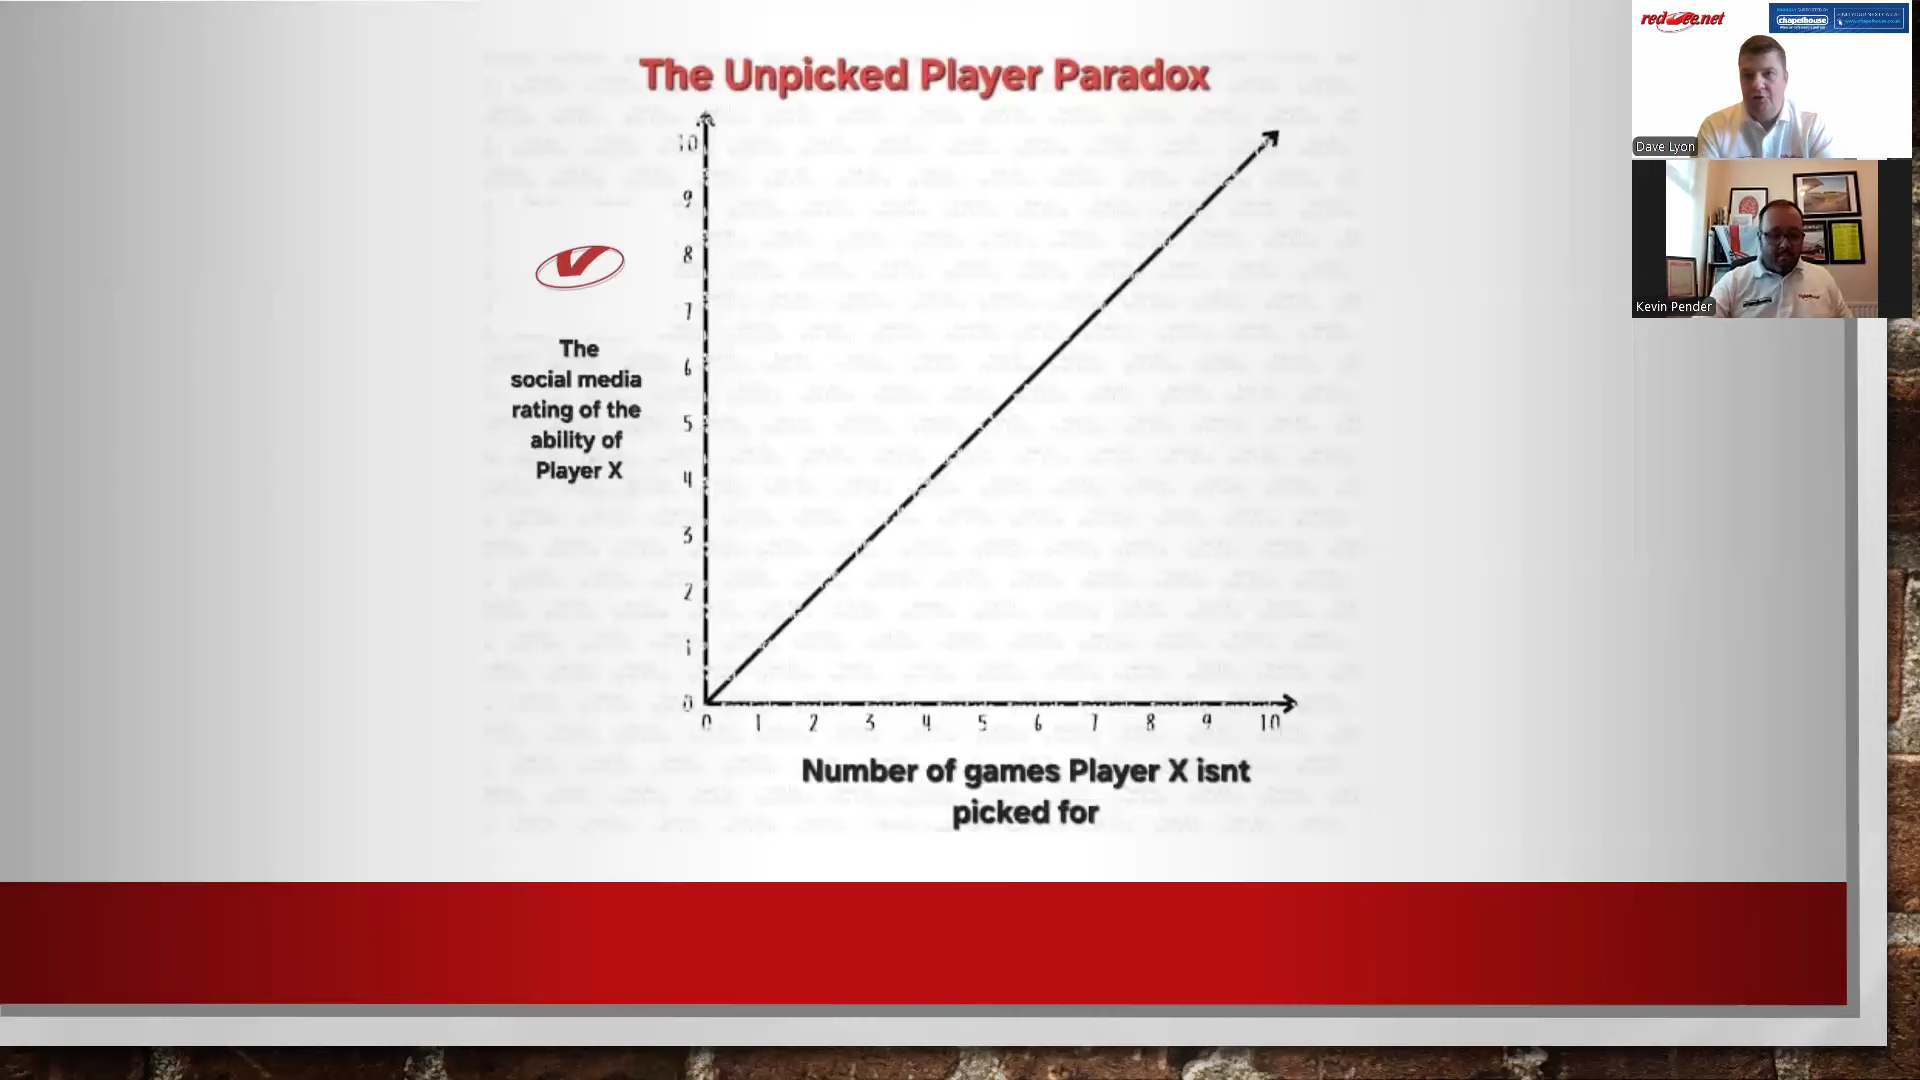 The Unpicked Player Paradox
10
9
8
7
6
5
4
3
2
1
0
The
social media
rating of the
ability of
Player X
0 1 2 3 4 5 6 7 8 9 10
Number of games Player X isnt
picked for
chapelhouse
Dave Lyon
Kevin Pender